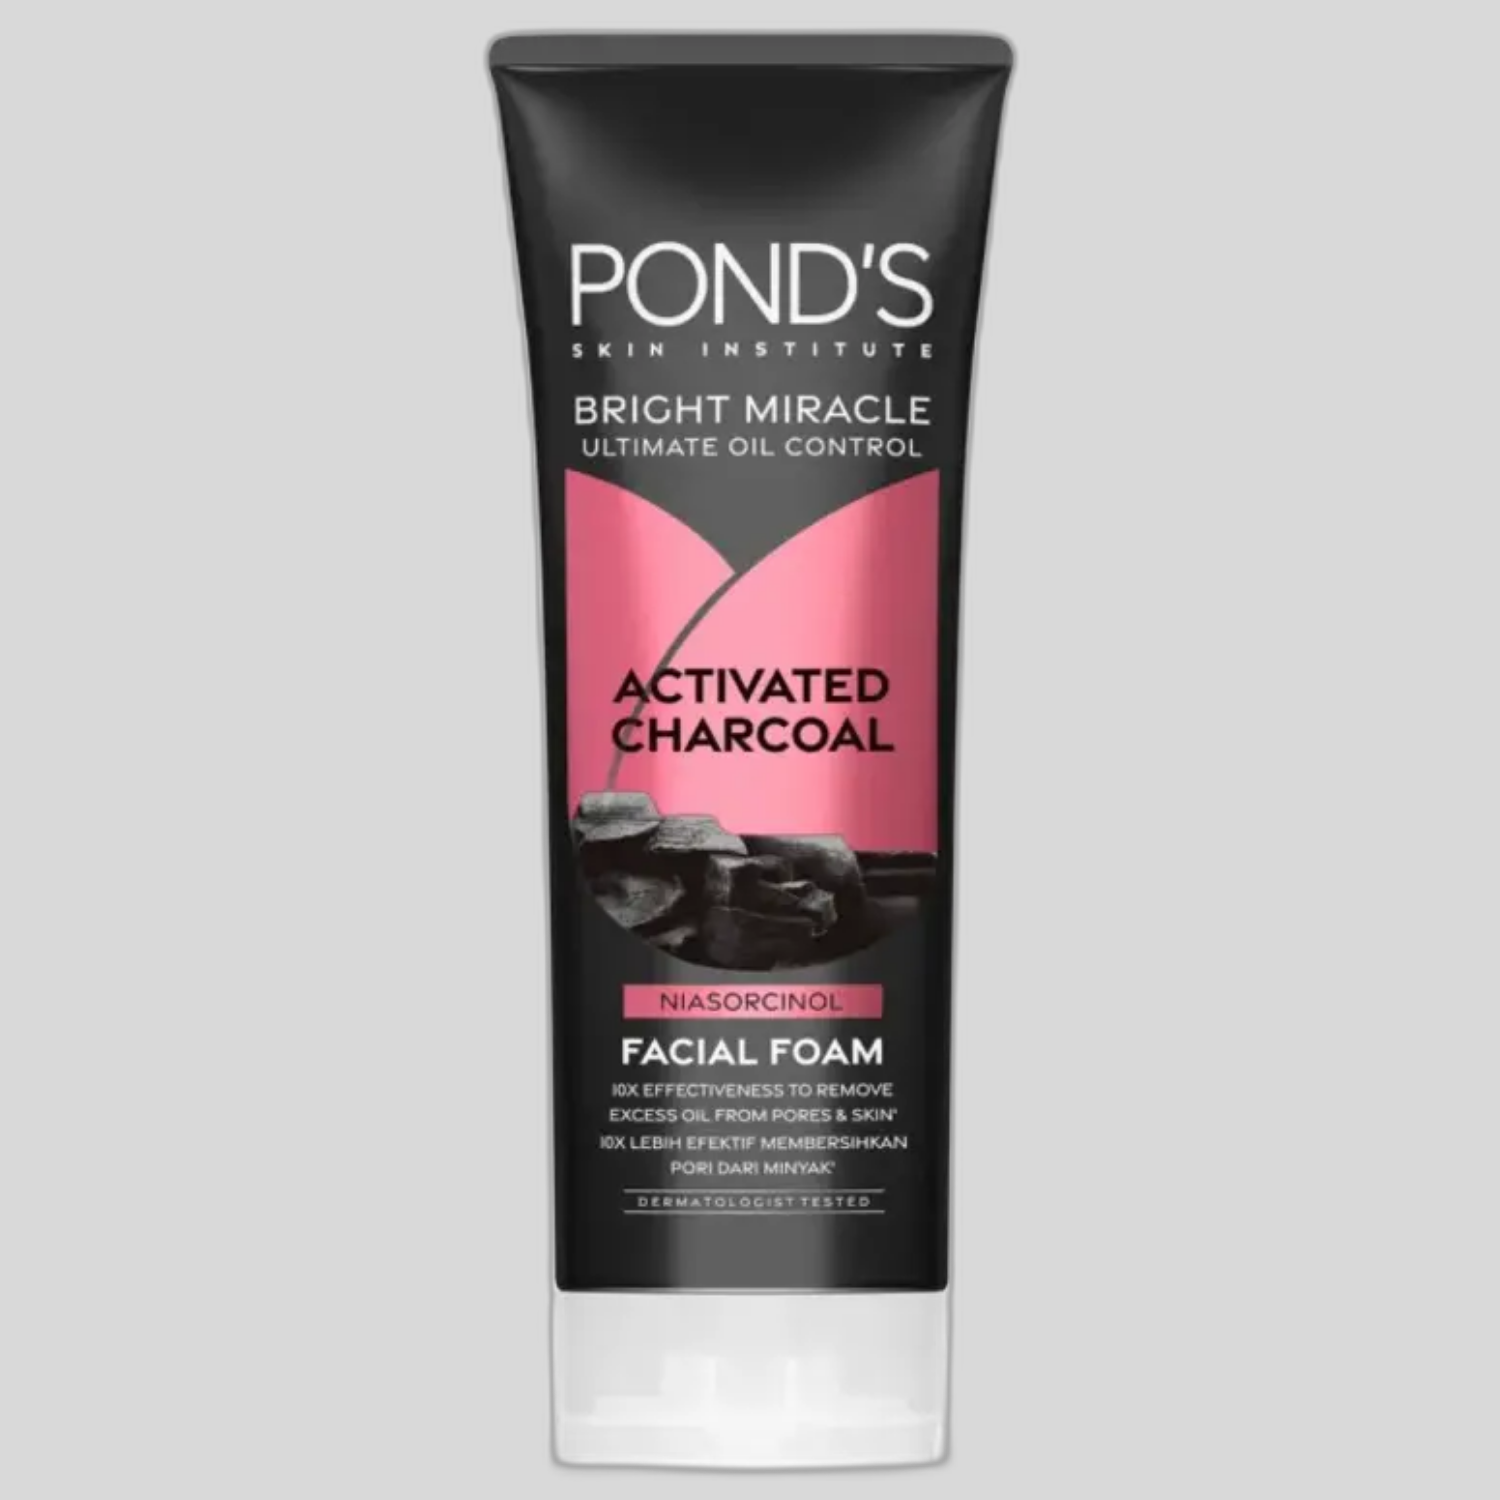 POND'S
SKIN INSTITUTE
BRIGHT MIRACLE
ULTIMATE OIL CONTROL
ACTIVATED
CHARCOAL
NIASORCINOL
FACIAL FOAM
10X EFFECTIVENESS TO REMOVE
EXCESS OIL FROM PORES & SKIN*
10X LEBIH EFEKTIF MEMBERSIHKAN
PORI DARI MINYAK*
DERMATOLOGIST TESTED